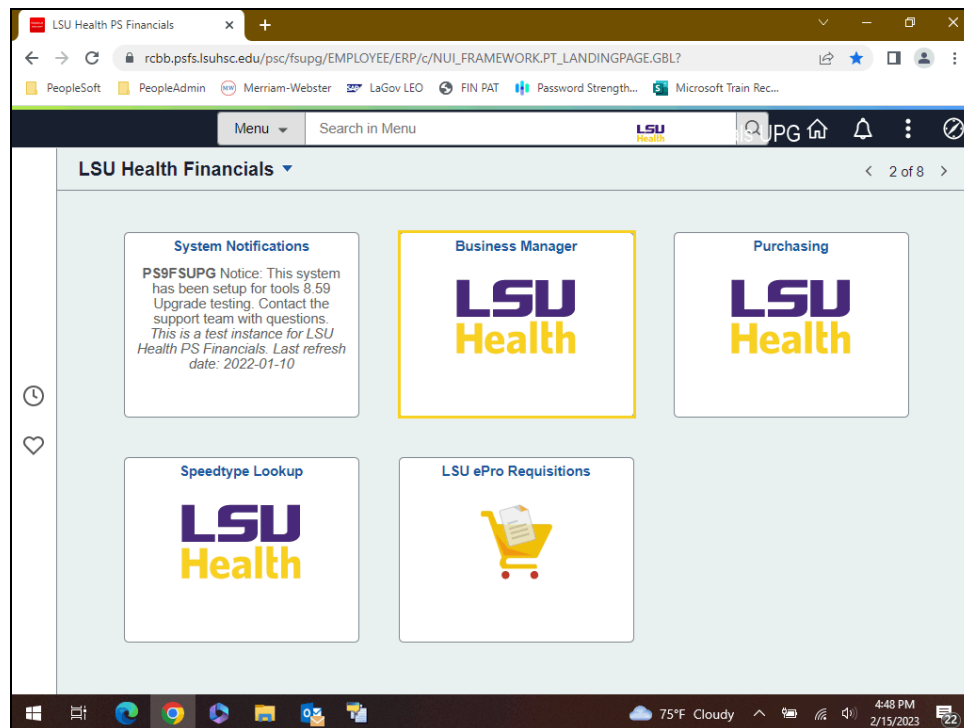 LSU Health PS Financials
rcbb.psfs.lsuhsc.edu/psc/fsupg/EMPLOYEE/ERP/c/NUI_FRAMEWORK.PT_LANDINGPAGE.GBL?
PeopleSoft PeopleAdmin MW Merriam-Webster SAP LaGov LEO FIN PAT Password Strength... S Microsoft Train Rec...
Menu Search in Menu LSU Health UPG
LSU Health Financials 2 of 8
System Notifications
PS9FSUPG Notice: This system
has been setup for tools 8.59
Upgrade testing. Contact the
support team with questions.
This is a test instance for LSU
Health PS Financials. Last refresh
date: 2022-01-10
Business Manager
LSU
Health
Purchasing
LSU
Health
Speedtype Lookup
LSU
Health
LSU ePro Requisitions
75°F Cloudy
4:48 PM
2/15/2023
22